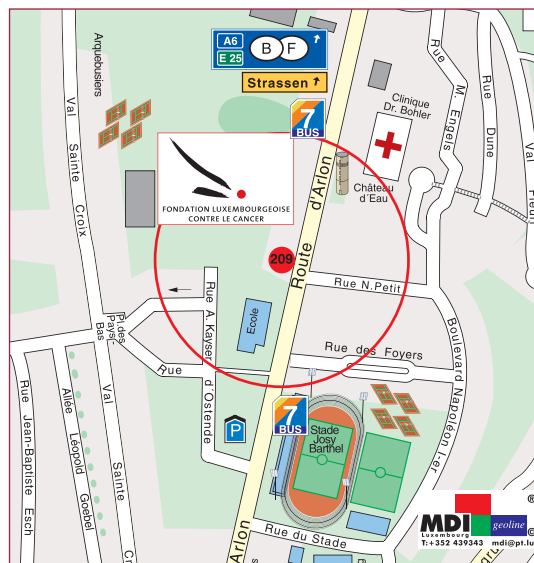 A6
E 25
B F
Strassen
7
BUS
Arquebusiers
Val Sainte Croix
Rue M. Engels
Rue Dune
Val Fleuri
Clinique
Dr. Bohler
Château
d'Eau
FONDATION LUXEMBOURGEOISE
CONTRE LE CANCER
Route d'Arlon
209
Rue N.Petit
Rue A. Kayser
Pl.des
Pays-
Bas
Ecole
Rue d'Ostende
Rue des Foyers
Boulevard Napoléon I-er
7
BUS
P
Stade
Josy
Barthel
Rue Jean-Baptiste Esch
Allée Léopold Goebel
Val Sainte
Rue du Stade
Arlon
MDI
Luxembourg
geoline
®
©
T:+352 439343 mdi@pt.lu